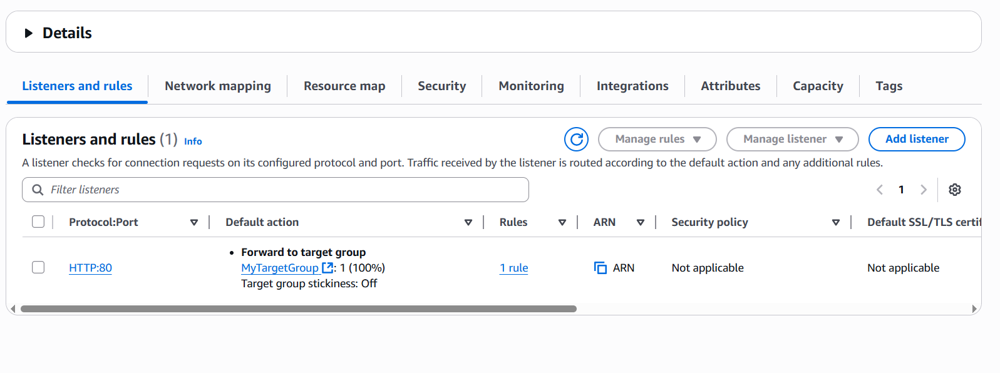 Details
Listeners and rules
Network mapping
Resource map
Security
Monitoring
Integrations
Attributes
Capacity
Tags
Listeners and rules (1) Info
Manage rules
Manage listener
Add listener
A listener checks for connection requests on its configured protocol and port. Traffic received by the listener is routed according to the default action and any additional rules.
Filter listeners
1
Protocol:Port
Default action
Rules
ARN
Security policy
Default SSL/TLS certif
HTTP:80
• Forward to target group
MyTargetGroup : 1 (100%)
Target group stickiness: Off
1 rule
ARN
Not applicable
Not applicable